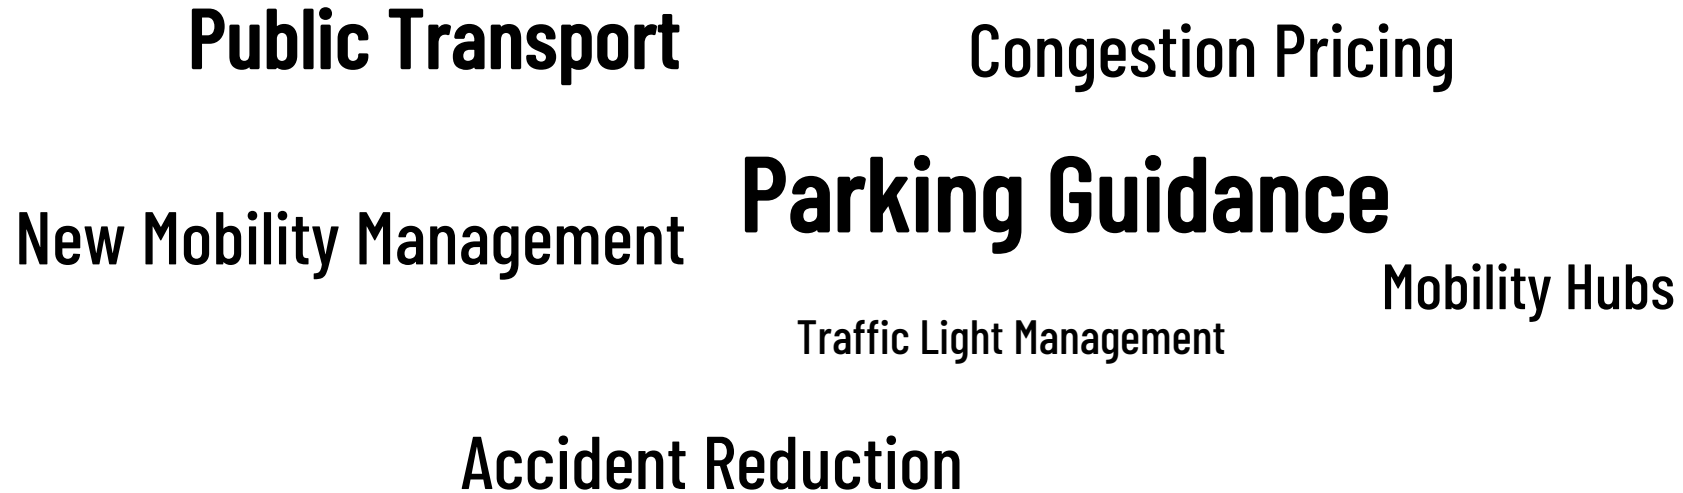 Public Transport
Congestion Pricing
Parking Guidance
New Mobility Management
Mobility Hubs
Traffic Light Management
Accident Reduction